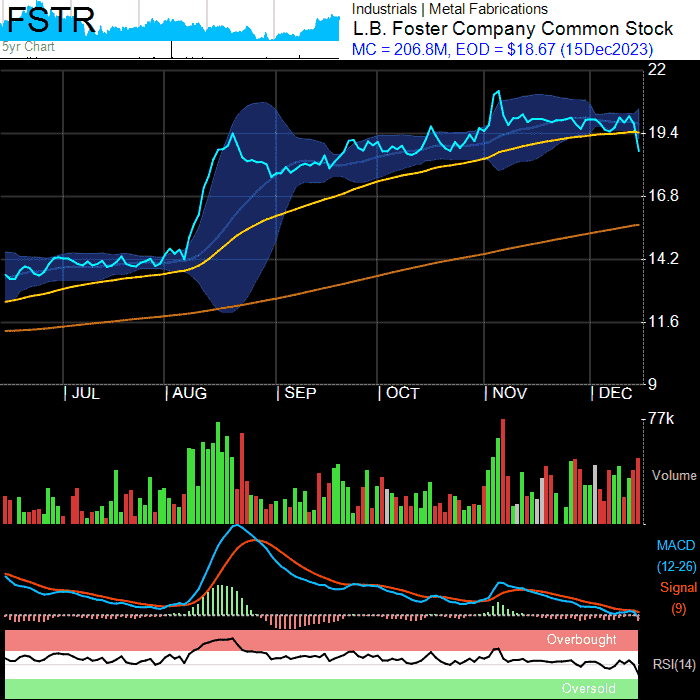 FSTR
5yr Chart
Industrials | Metal Fabrications
L.B. Foster Company Common Stock
MC = 206.8M, EOD = $18.67 (15Dec2023)
22
19.4
16.8
14.2
11.6
9
| JUL | AUG | SEP | OCT | NOV | DEC
77k
Volume
MACD
(12-26)
Signal
(9)
Overbought
RSI(14)
Oversold